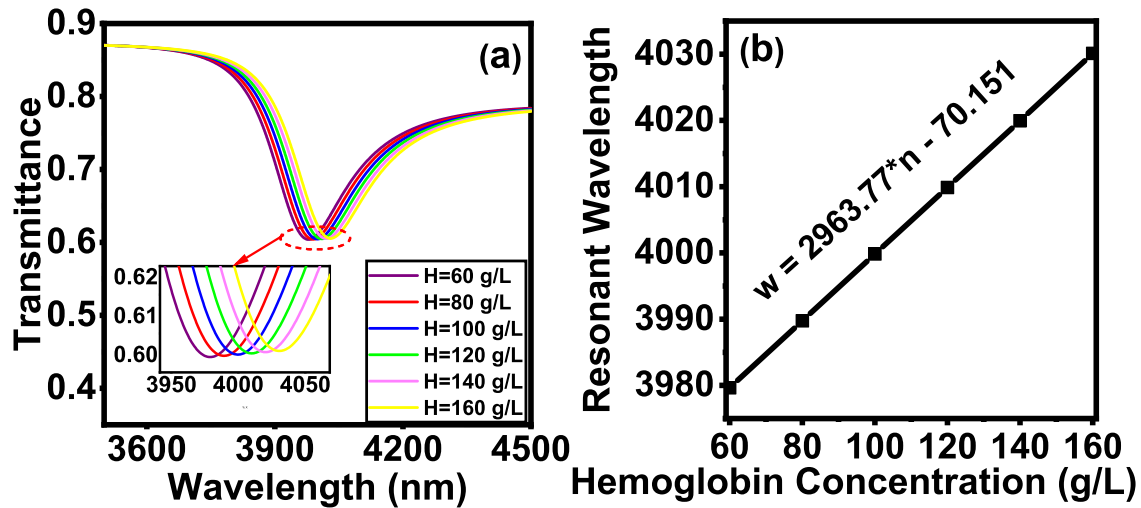 (a)
Transmittance
0.9
0.8
0.7
0.6
0.5
0.4
0.62
0.61
0.60
3950 4000 4050
H=60 g/L
H=80 g/L
H=100 g/L
H=120 g/L
H=140 g/L
H=160 g/L
3600 3900 4200 4500
Wavelength (nm)
(b)
Resonant Wavelength
4030
4020
4010
4000
3990
3980
w = 2963.77*n - 70.151
60 80 100 120 140 160
Hemoglobin Concentration (g/L)